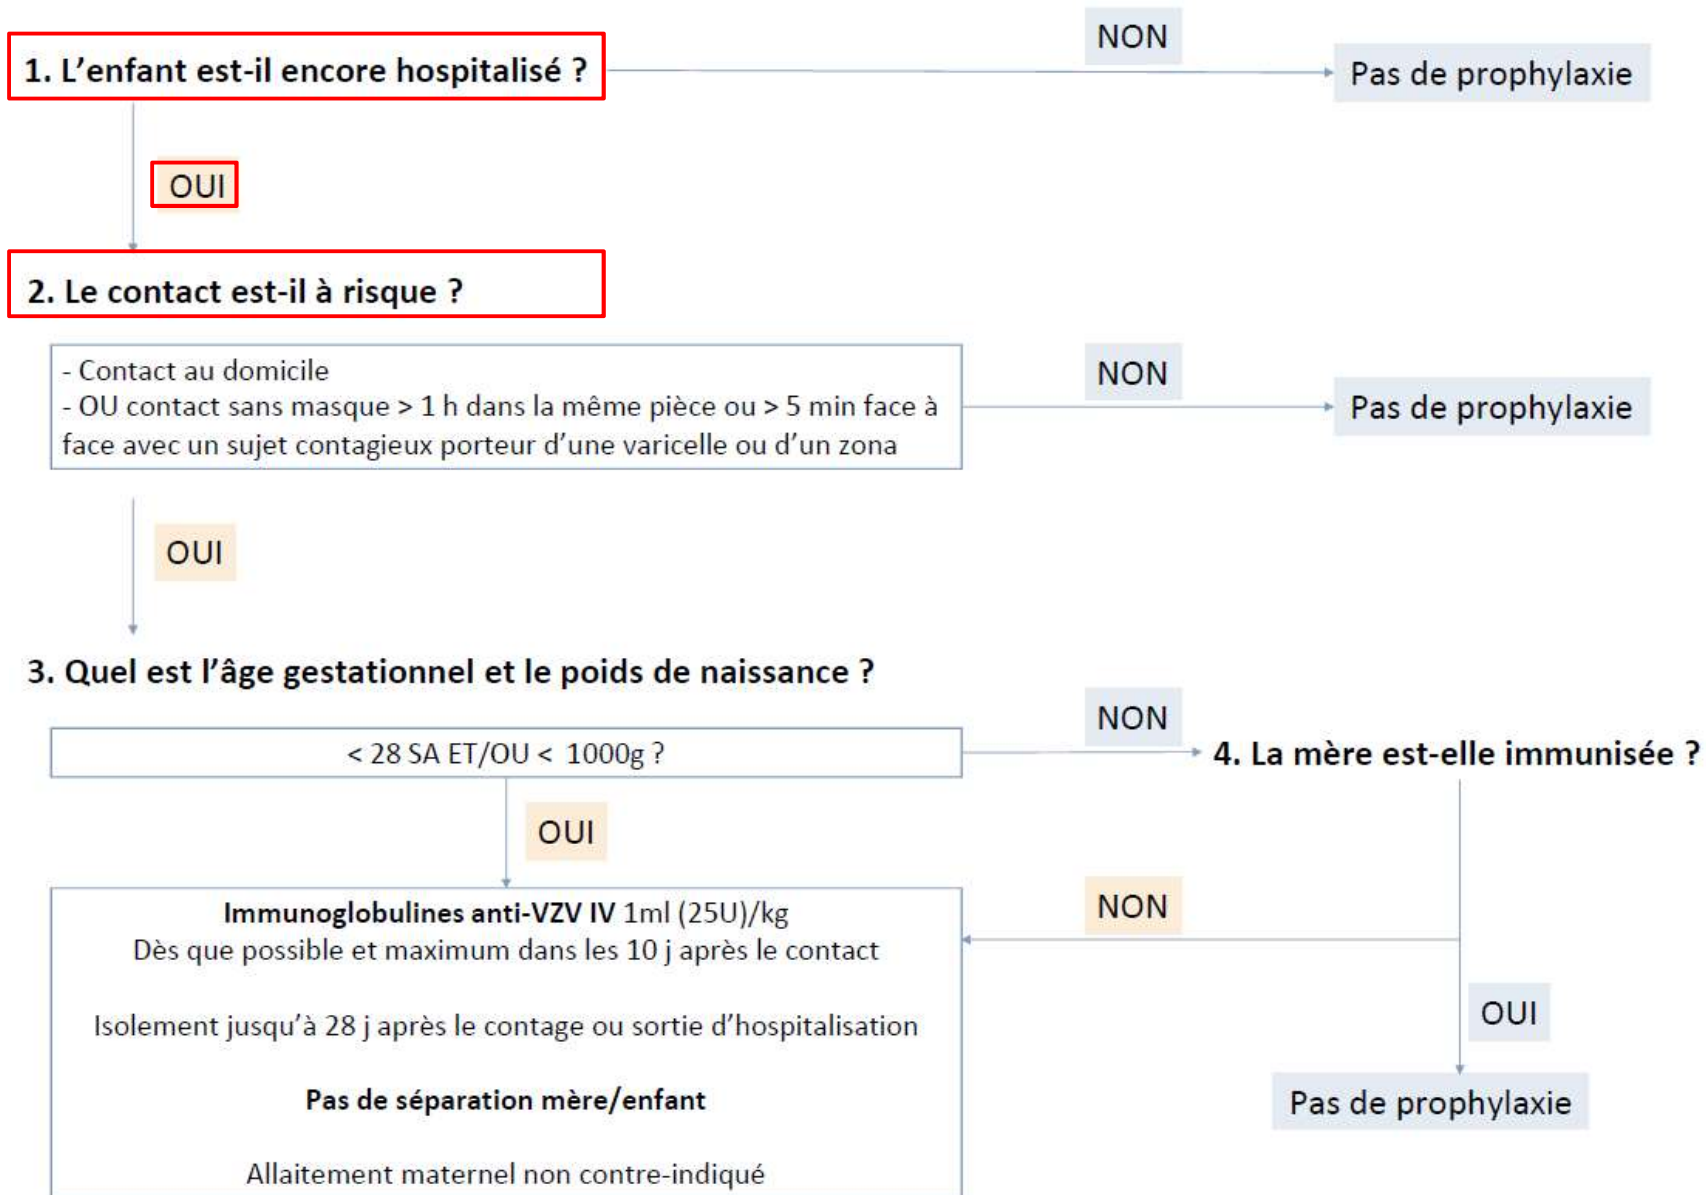 1. L'enfant est-il encore hospitalisé ?
NON
Pas de prophylaxie
OUI
2. Le contact est-il à risque ?
- Contact au domicile
- OU contact sans masque > 1 h dans la même pièce ou > 5 min face à
face avec un sujet contagieux porteur d'une varicelle ou d'un zona
NON
Pas de prophylaxie
OUI
3. Quel est l'âge gestationnel et le poids de naissance ?
< 28 SA ET/OU < 1000g ?
NON
4. La mère est-elle immunisée ?
OUI
Immunoglobulines anti-VZV IV 1ml (25U)/kg
Dès que possible et maximum dans les 10 j après le contact
Isolement jusqu'à 28 j après le contage ou sortie d'hospitalisation
Pas de séparation mère/enfant
Allaitement maternel non contre-indiqué
NON
OUI
Pas de prophylaxie